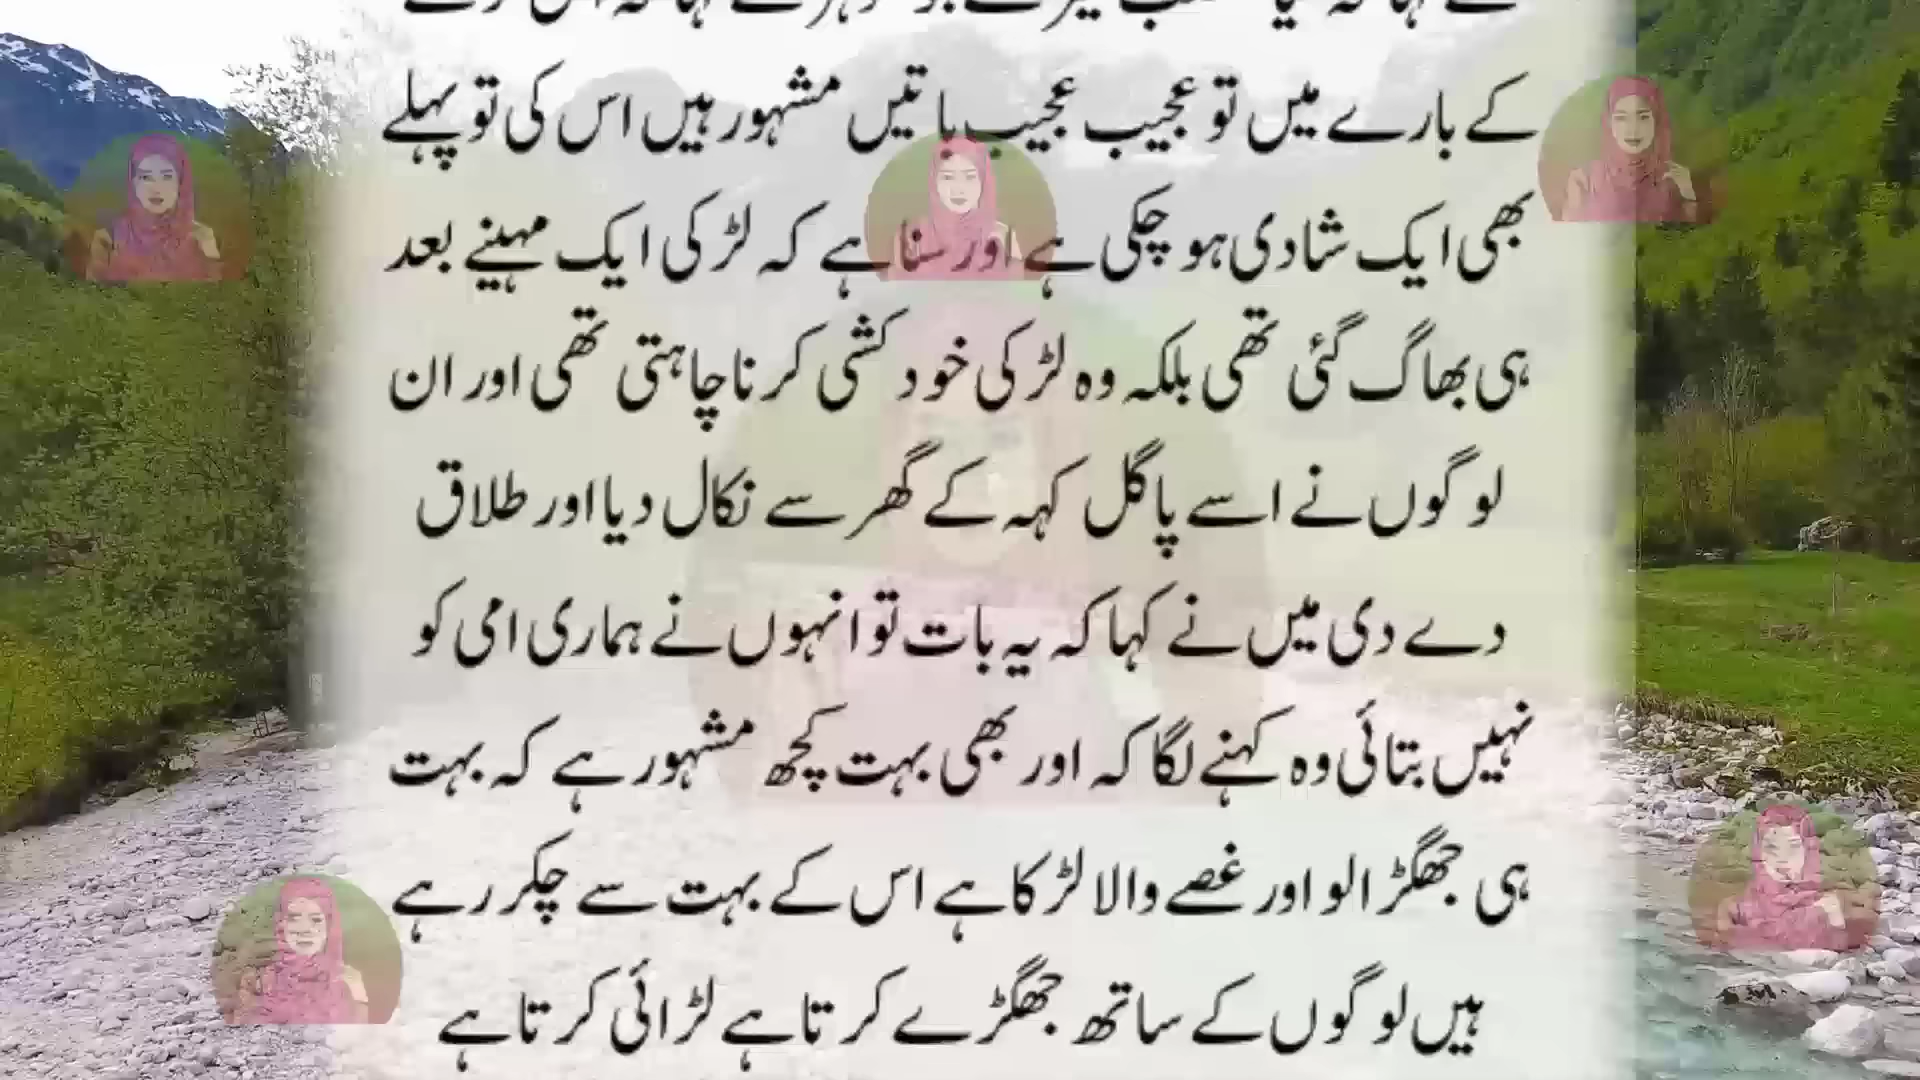 کے بارے میں تو عجیب عجیب باتیں مشہور ہیں اس کی تو پہلے
بھی ایک شادی ہو چکی ہے اور سنا ہے کہ لڑکی ایک مہینے بعد
ہی بھاگ گئی تھی بلکہ وہ لڑکی خود کشی کرنا چاہتی تھی اور ان
لوگوں نے اسے پاگل کہہ کے گھر سے نکال دیا اور طلاق
دے دی میں نے کہا کہ یہ بات تو انہوں نے ہماری امی کو
نہیں بتائی وہ کہنے لگا کہ اور بھی بہت کچھ مشہور ہے کہ بہت
ہی جھگڑالو اور غصے والا لڑکا ہے اس کے بہت سے چکر رہے
ہیں لوگوں کے ساتھ جھگڑے کرتا ہے لڑائی کرتا ہے